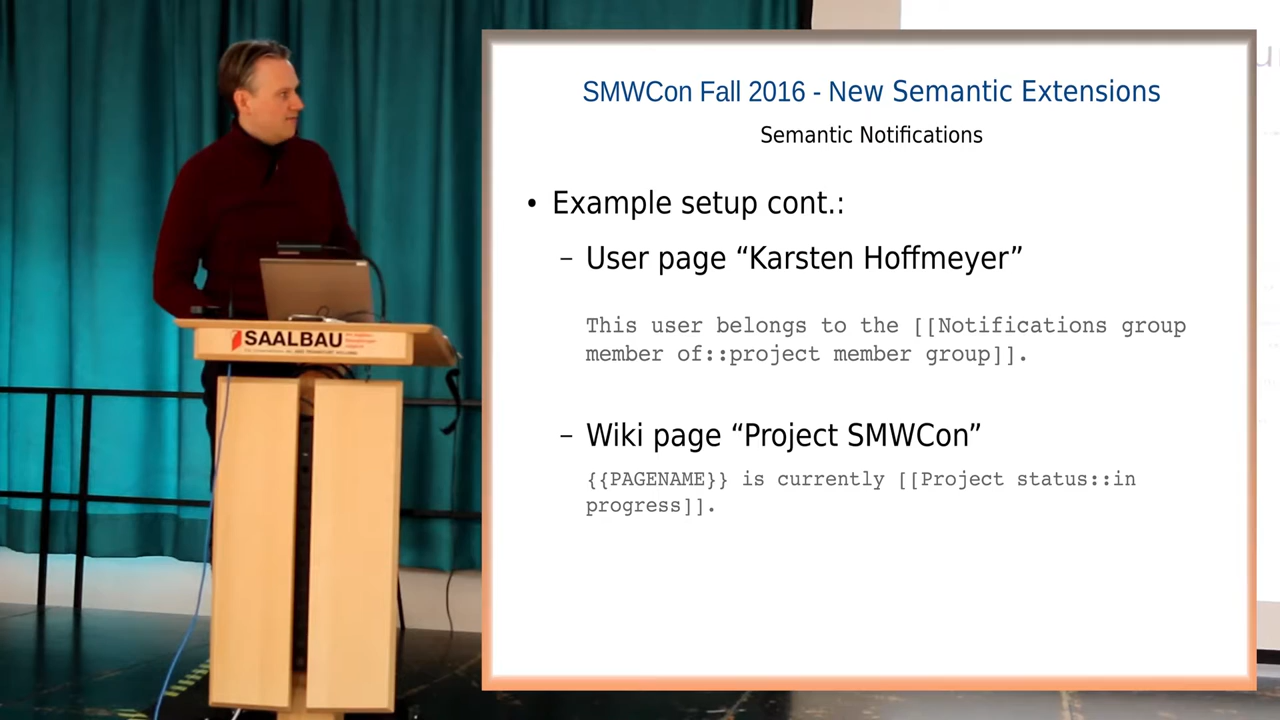 SMWCon Fall 2016 - New Semantic Extensions
Semantic Notifications
• Example setup cont.:
– User page “Karsten Hoffmeyer”
This user belongs to the [[Notifications group
member of::project member group]].
– Wiki page “Project SMWCon”
{{PAGENAME}} is currently [[Project status::in
progress]].
SAALBAU